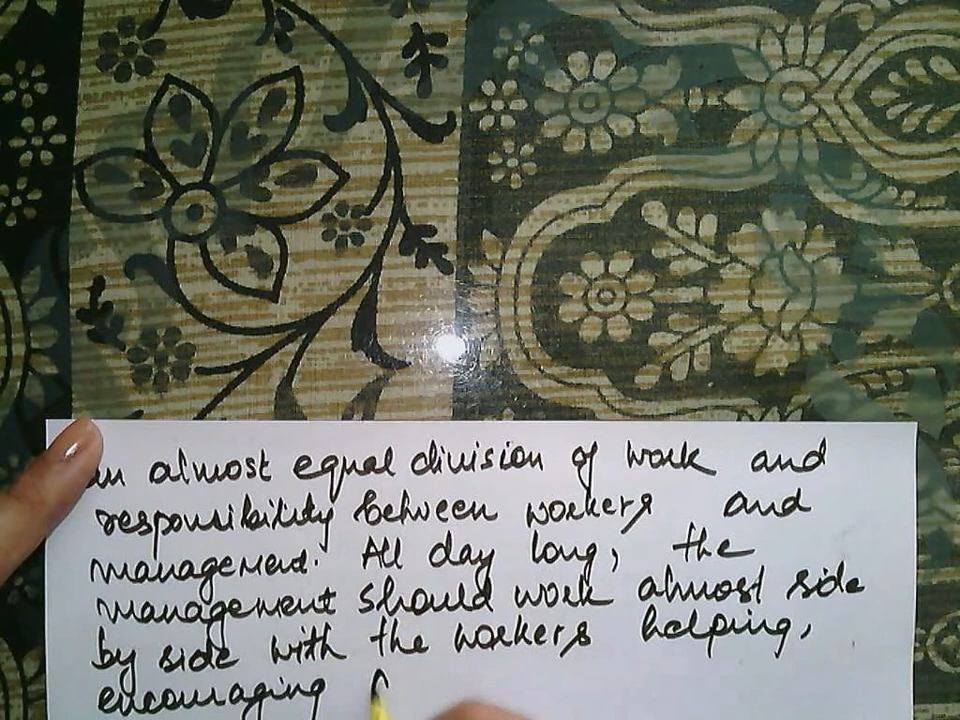 an almost equal division of work and
responsibility between workers and
management. All day long, the
management should work almost side
by side with the workers helping,
encouraging